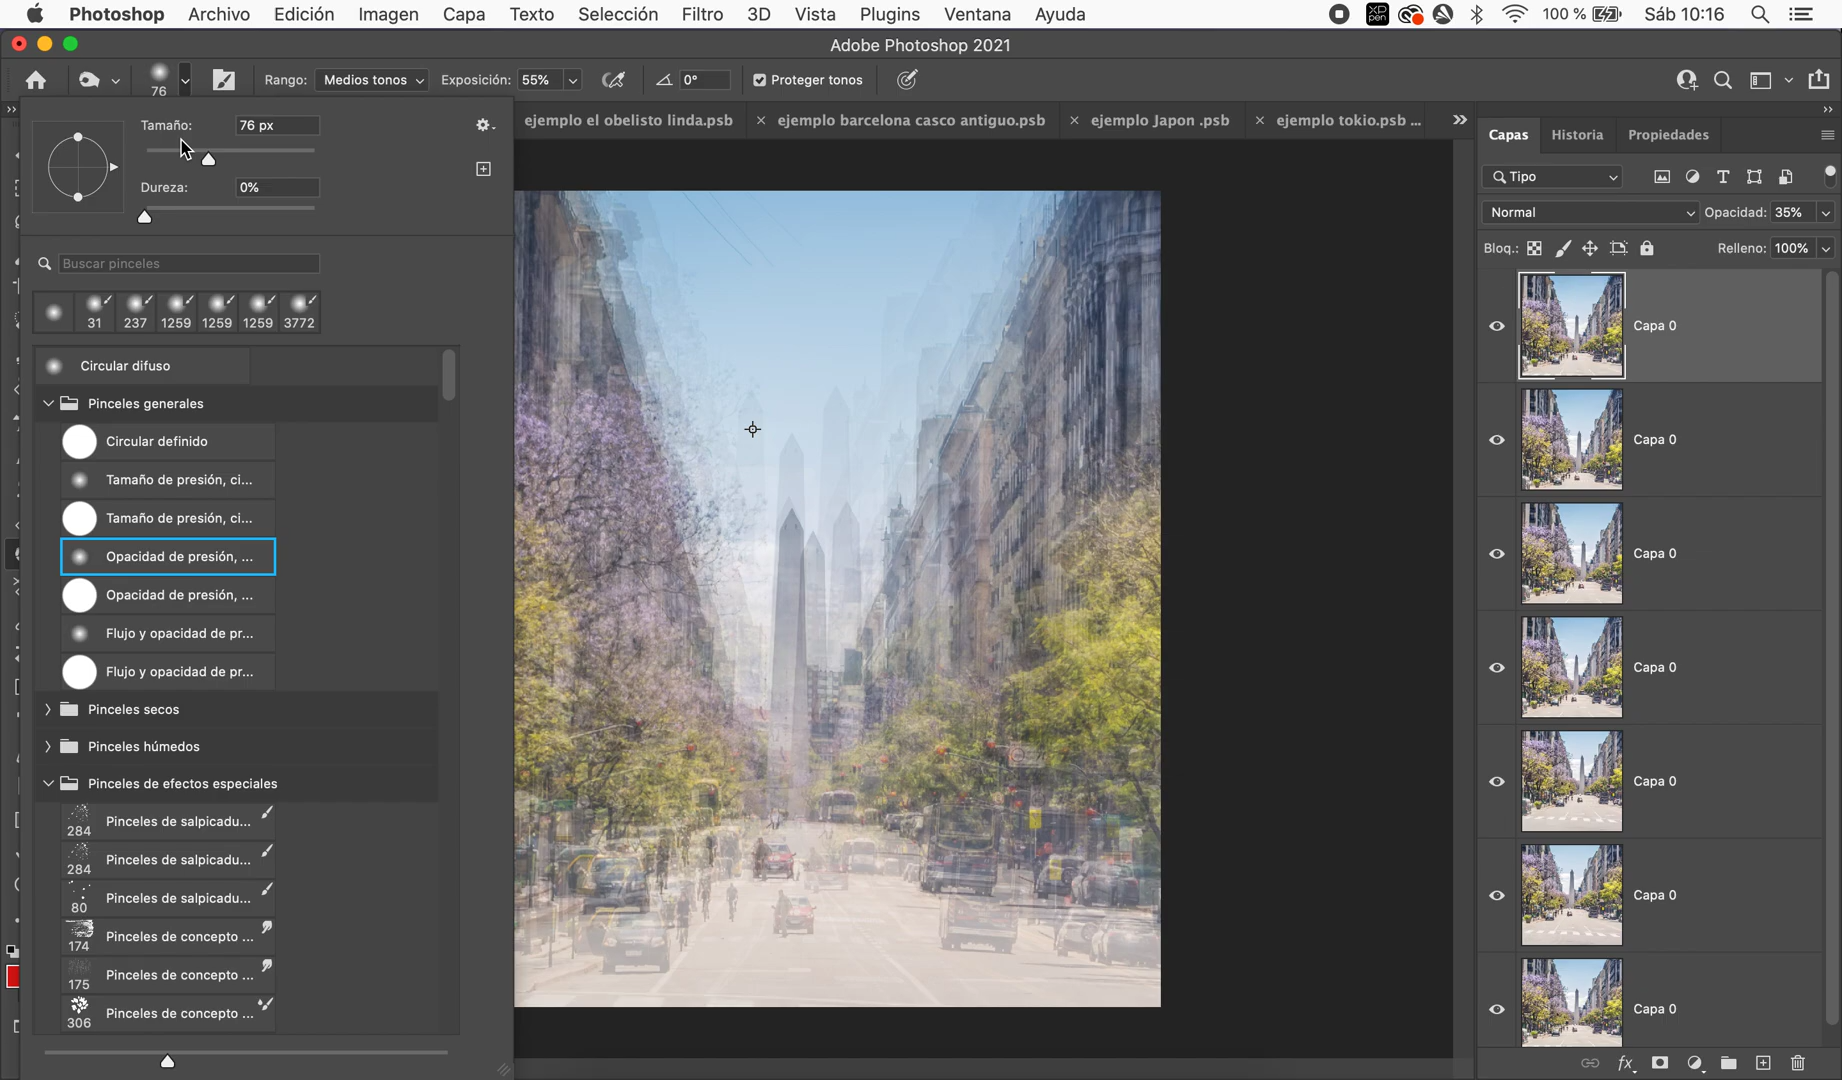 Photoshop Archivo Edición Imagen Capa Texto Selección Filtro 3D Vista Plugins Ventana Ayuda XP pen 100 % Sáb 10:16
Adobe Photoshop 2021
76 Rango: Medios tonos Exposición: 55% 0° Proteger tonos
ejemplo el obelisto linda.psb × ejemplo barcelona casco antiguo.psb × ejemplo Japon .psb × ejemplo tokio.psb ... »
Tamaño: 76 px
Dureza: 0%
Buscar pinceles
31 237 1259 1259 1259 3772
Circular difuso
Pinceles generales
Circular definido
Tamaño de presión, ci...
Tamaño de presión, ci...
Opacidad de presión, ...
Opacidad de presión, ...
Flujo y opacidad de pr...
Flujo y opacidad de pr...
Pinceles secos
Pinceles húmedos
Pinceles de efectos especiales
284 Pinceles de salpicadu...
284 Pinceles de salpicadu...
80 Pinceles de salpicadu...
174 Pinceles de concepto ...
175 Pinceles de concepto ...
306 Pinceles de concepto ...
Capas Historia Propiedades
Tipo
Normal Opacidad: 35%
Bloq.: Relleno: 100%
Capa 0
Capa 0
Capa 0
Capa 0
Capa 0
Capa 0
Capa 0
fx